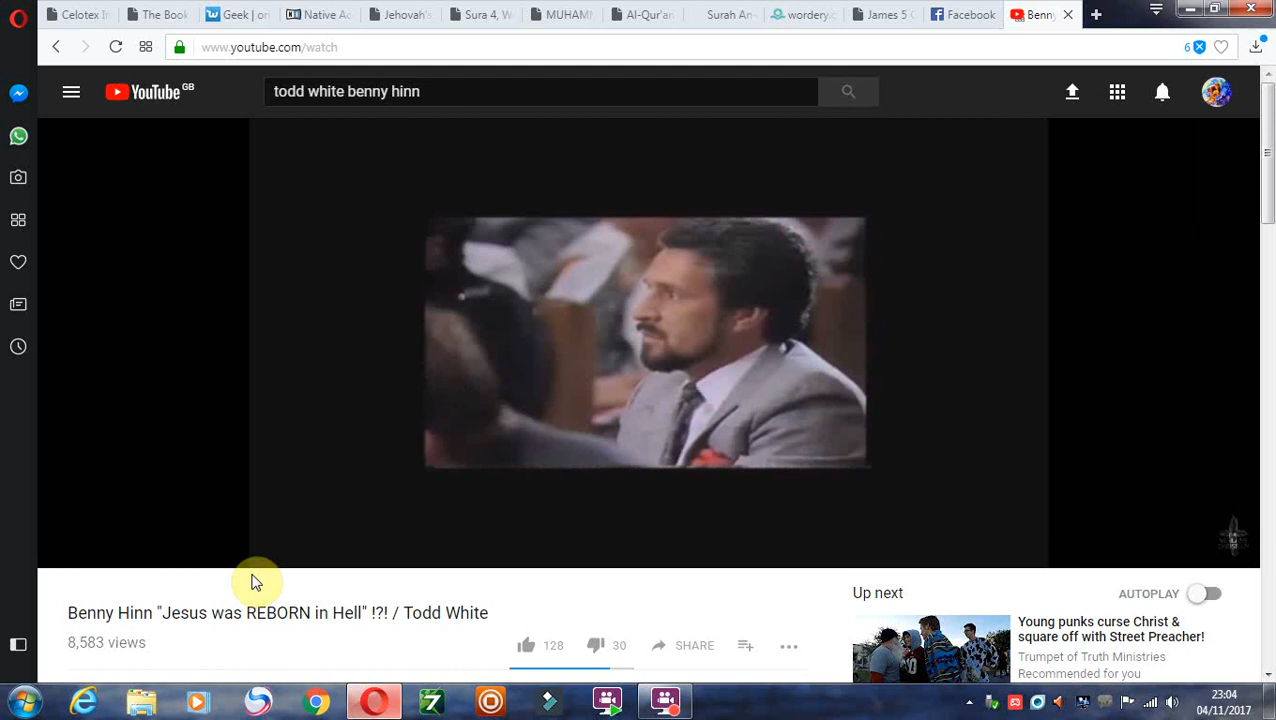 Celotex In
The Book
Geek | on
Native Ac
Jehovah's
Sura 4. W
MUHAMM
Al-Qur'an
Surah A
wordery.c
James 5
Facebook
Benny
www.youtube.com/watch
6
YouTube GB
todd white benny hinn
Benny Hinn "Jesus was REBORN in Hell" !?! / Todd White
8,583 views
128
30
SHARE
Up next
AUTOPLAY
Young punks curse Christ &
square off with Street Preacher!
Trumpet of Truth Ministries
Recommended for you
23:04
04/11/2017